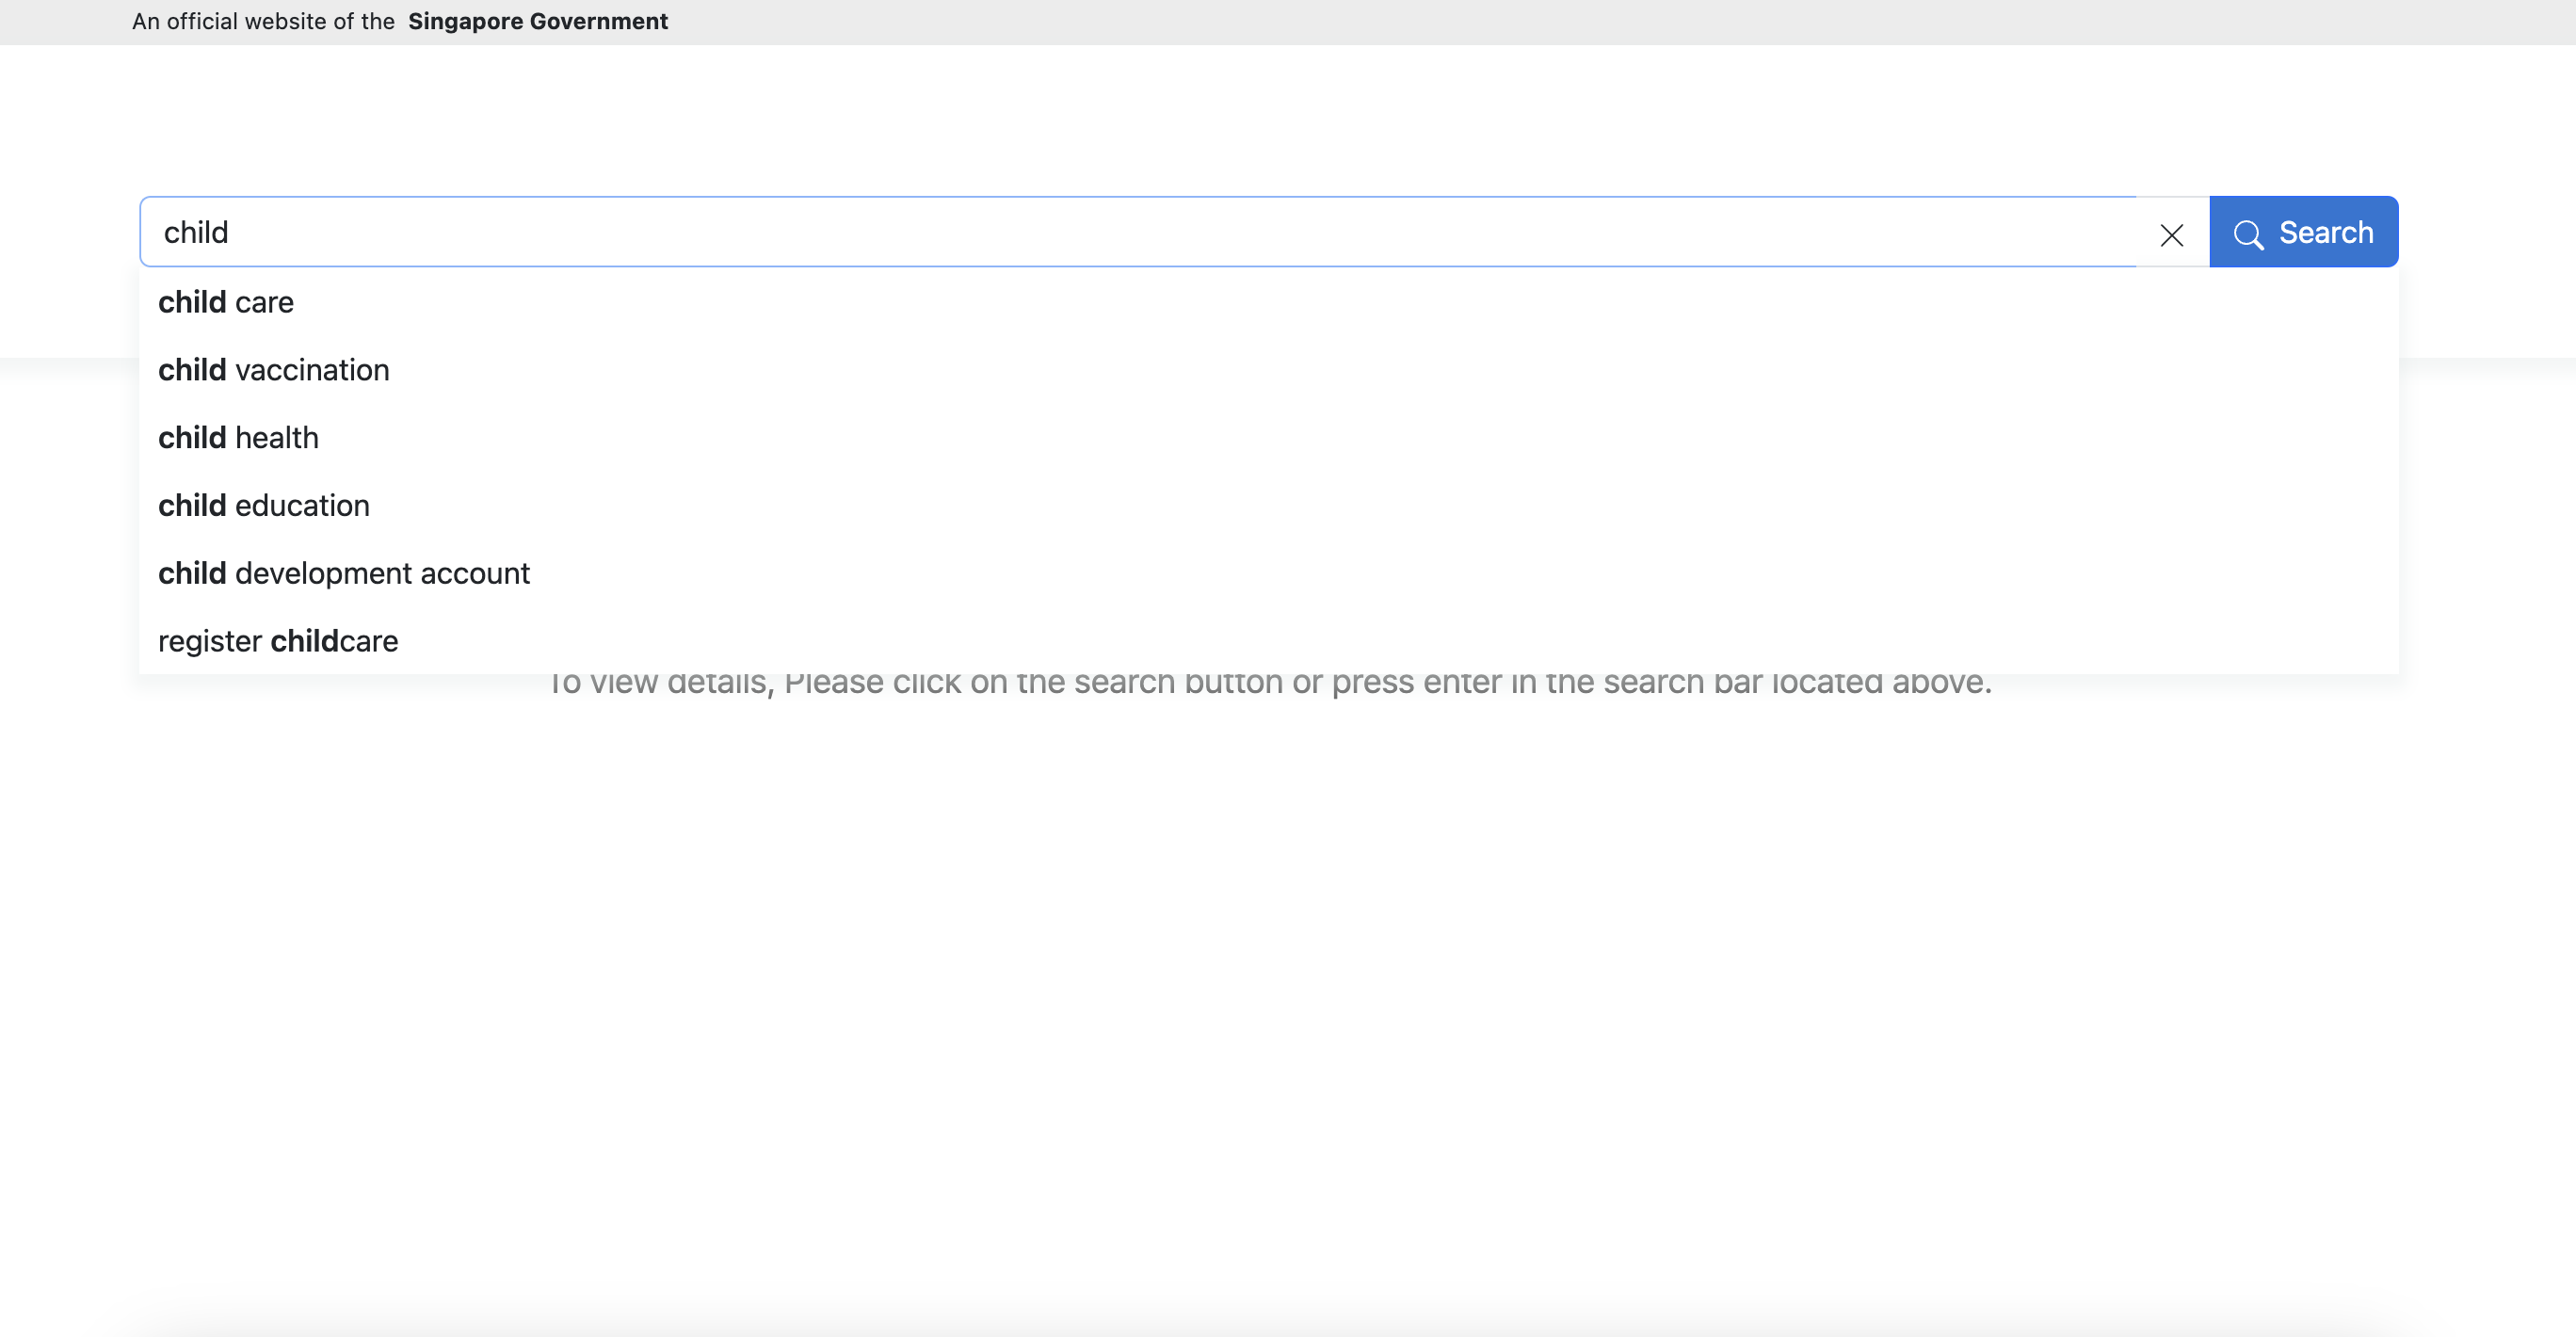 An official website of the Singapore Government
child
Search
child care
child vaccination
child health
child education
child development account
register childcare
To view details, Please click on the search button or press enter in the search bar located above.